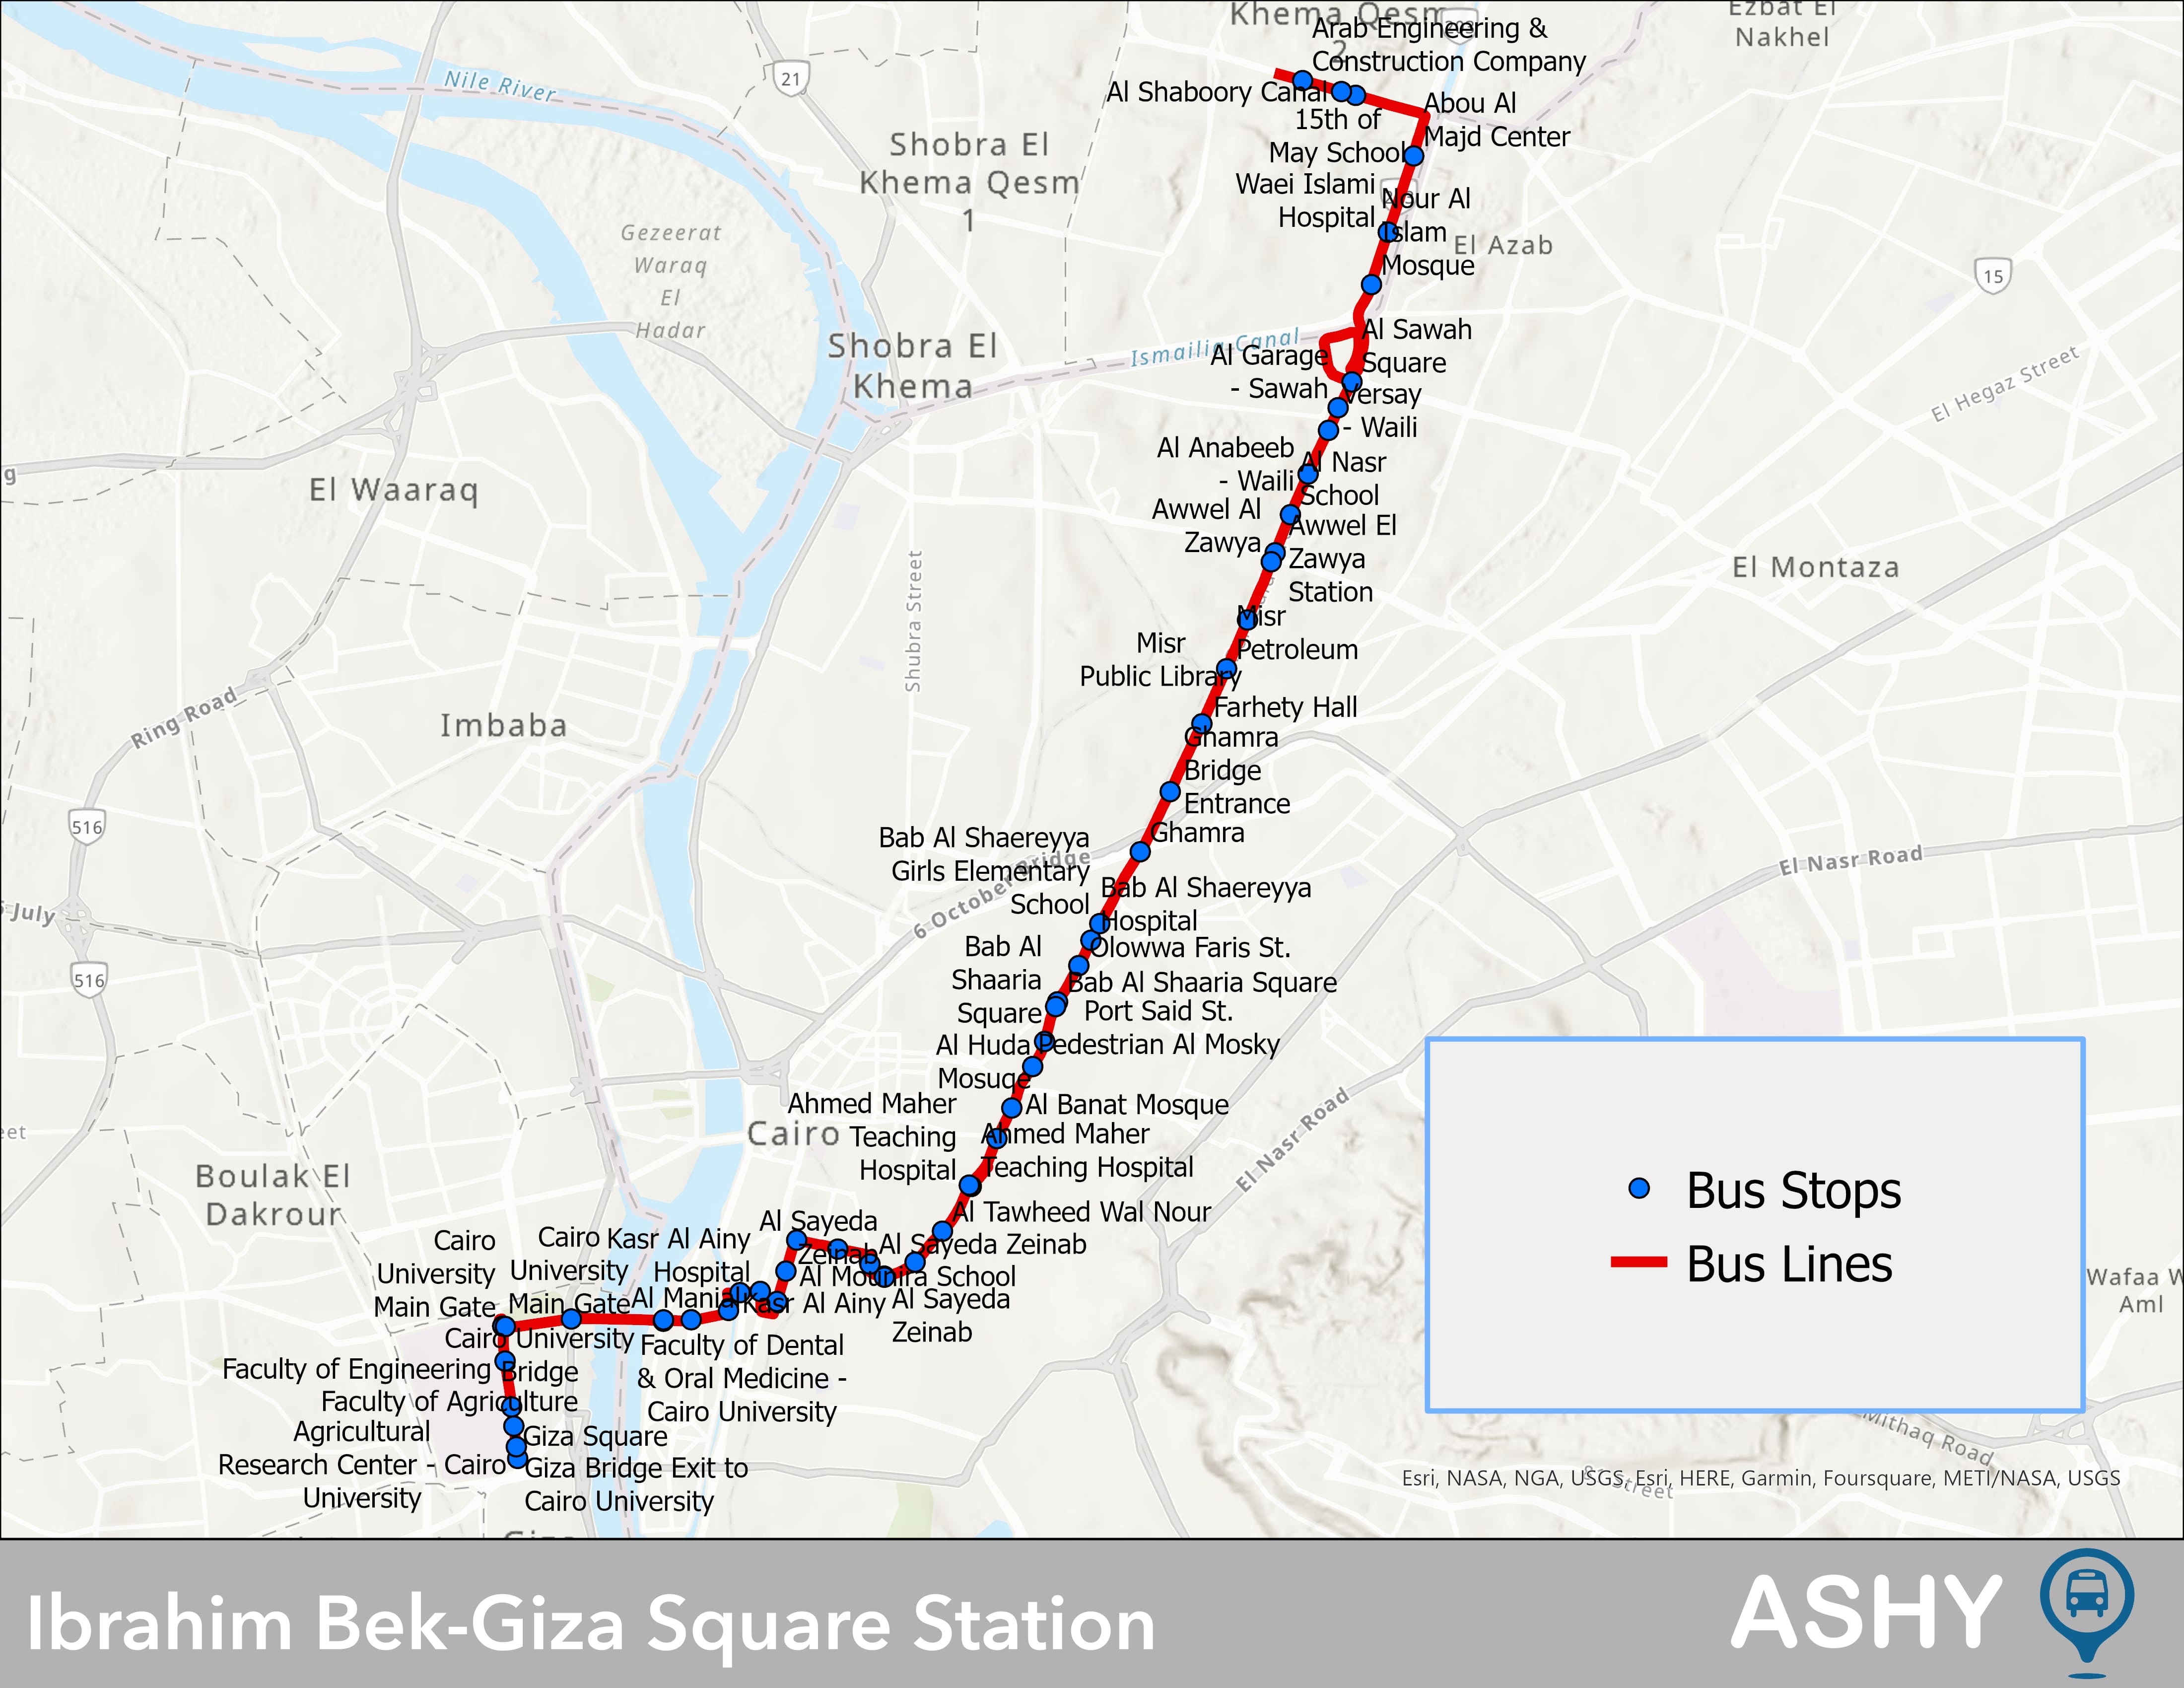 Khema Qesm
2
Arab Engineering &
Construction Company
Ezbat El
Nakhel
21
Nile River
Al Shaboory Canal
Abou Al
Majd Center
15th of
May School
Shobra El
Khema Qesm
1
Waei Islami
Hospital
Nour Al
Islam
Mosque
El Azab
Gezeerat
Waraq
El
Hadar
15
Shobra El
Khema
Ismailia Canal
Al Sawah
Square
Al Garage
- Sawah
El Hegaz Street
Versay
- Waili
Al Anabeeb
- Waili
Al Nasr
School
g
El Waaraq
Awwel Al
Zawya
Awwel El
Zawya
Station
El Montaza
Shubra Street
Misr
Petroleum
Misr
Public Library
Ring Road
Imbaba
Farhety Hall
Ghamra
Bridge
Entrance
516
Ghamra
Bab Al Shaereyya
Girls Elementary
School
6 October Bridge
El Nasr Road
Bab Al Shaereyya
Hospital
July
Olowwa Faris St.
Bab Al
Shaaria
Square
516
Bab Al Shaaria Square
Port Said St.
Al Huda
Mosuqe
Pedestrian Al Mosky
Ahmed Maher
Teaching
Hospital
Al Banat Mosque
Cairo
eet
Ahmed Maher
Teaching Hospital
El Nasr Road
Boulak El
Dakrour
Al Tawheed Wal Nour
Al Sayeda
Zeinab
Al Sayeda Zeinab
Cairo
University
Main Gate
Cairo
University
Main Gate
Kasr Al Ainy
Hospital
Al Mounira School
Al Manial
Kasr Al Ainy
Al Sayeda
Zeinab
Cairo University
Bridge
Faculty of Dental
& Oral Medicine -
Cairo University
Faculty of Engineering
Faculty of Agriculture
Agricultural
Research Center - Cairo
University
Giza Square
Giza Bridge Exit to
Cairo University
Giza
Bus Stops
Bus Lines
Wafaa W
Aml
Mithaq Road
Street
Esri, NASA, NGA, USGS, Esri, HERE, Garmin, Foursquare, METI/NASA, USGS
Ibrahim Bek-Giza Square Station
ASHY